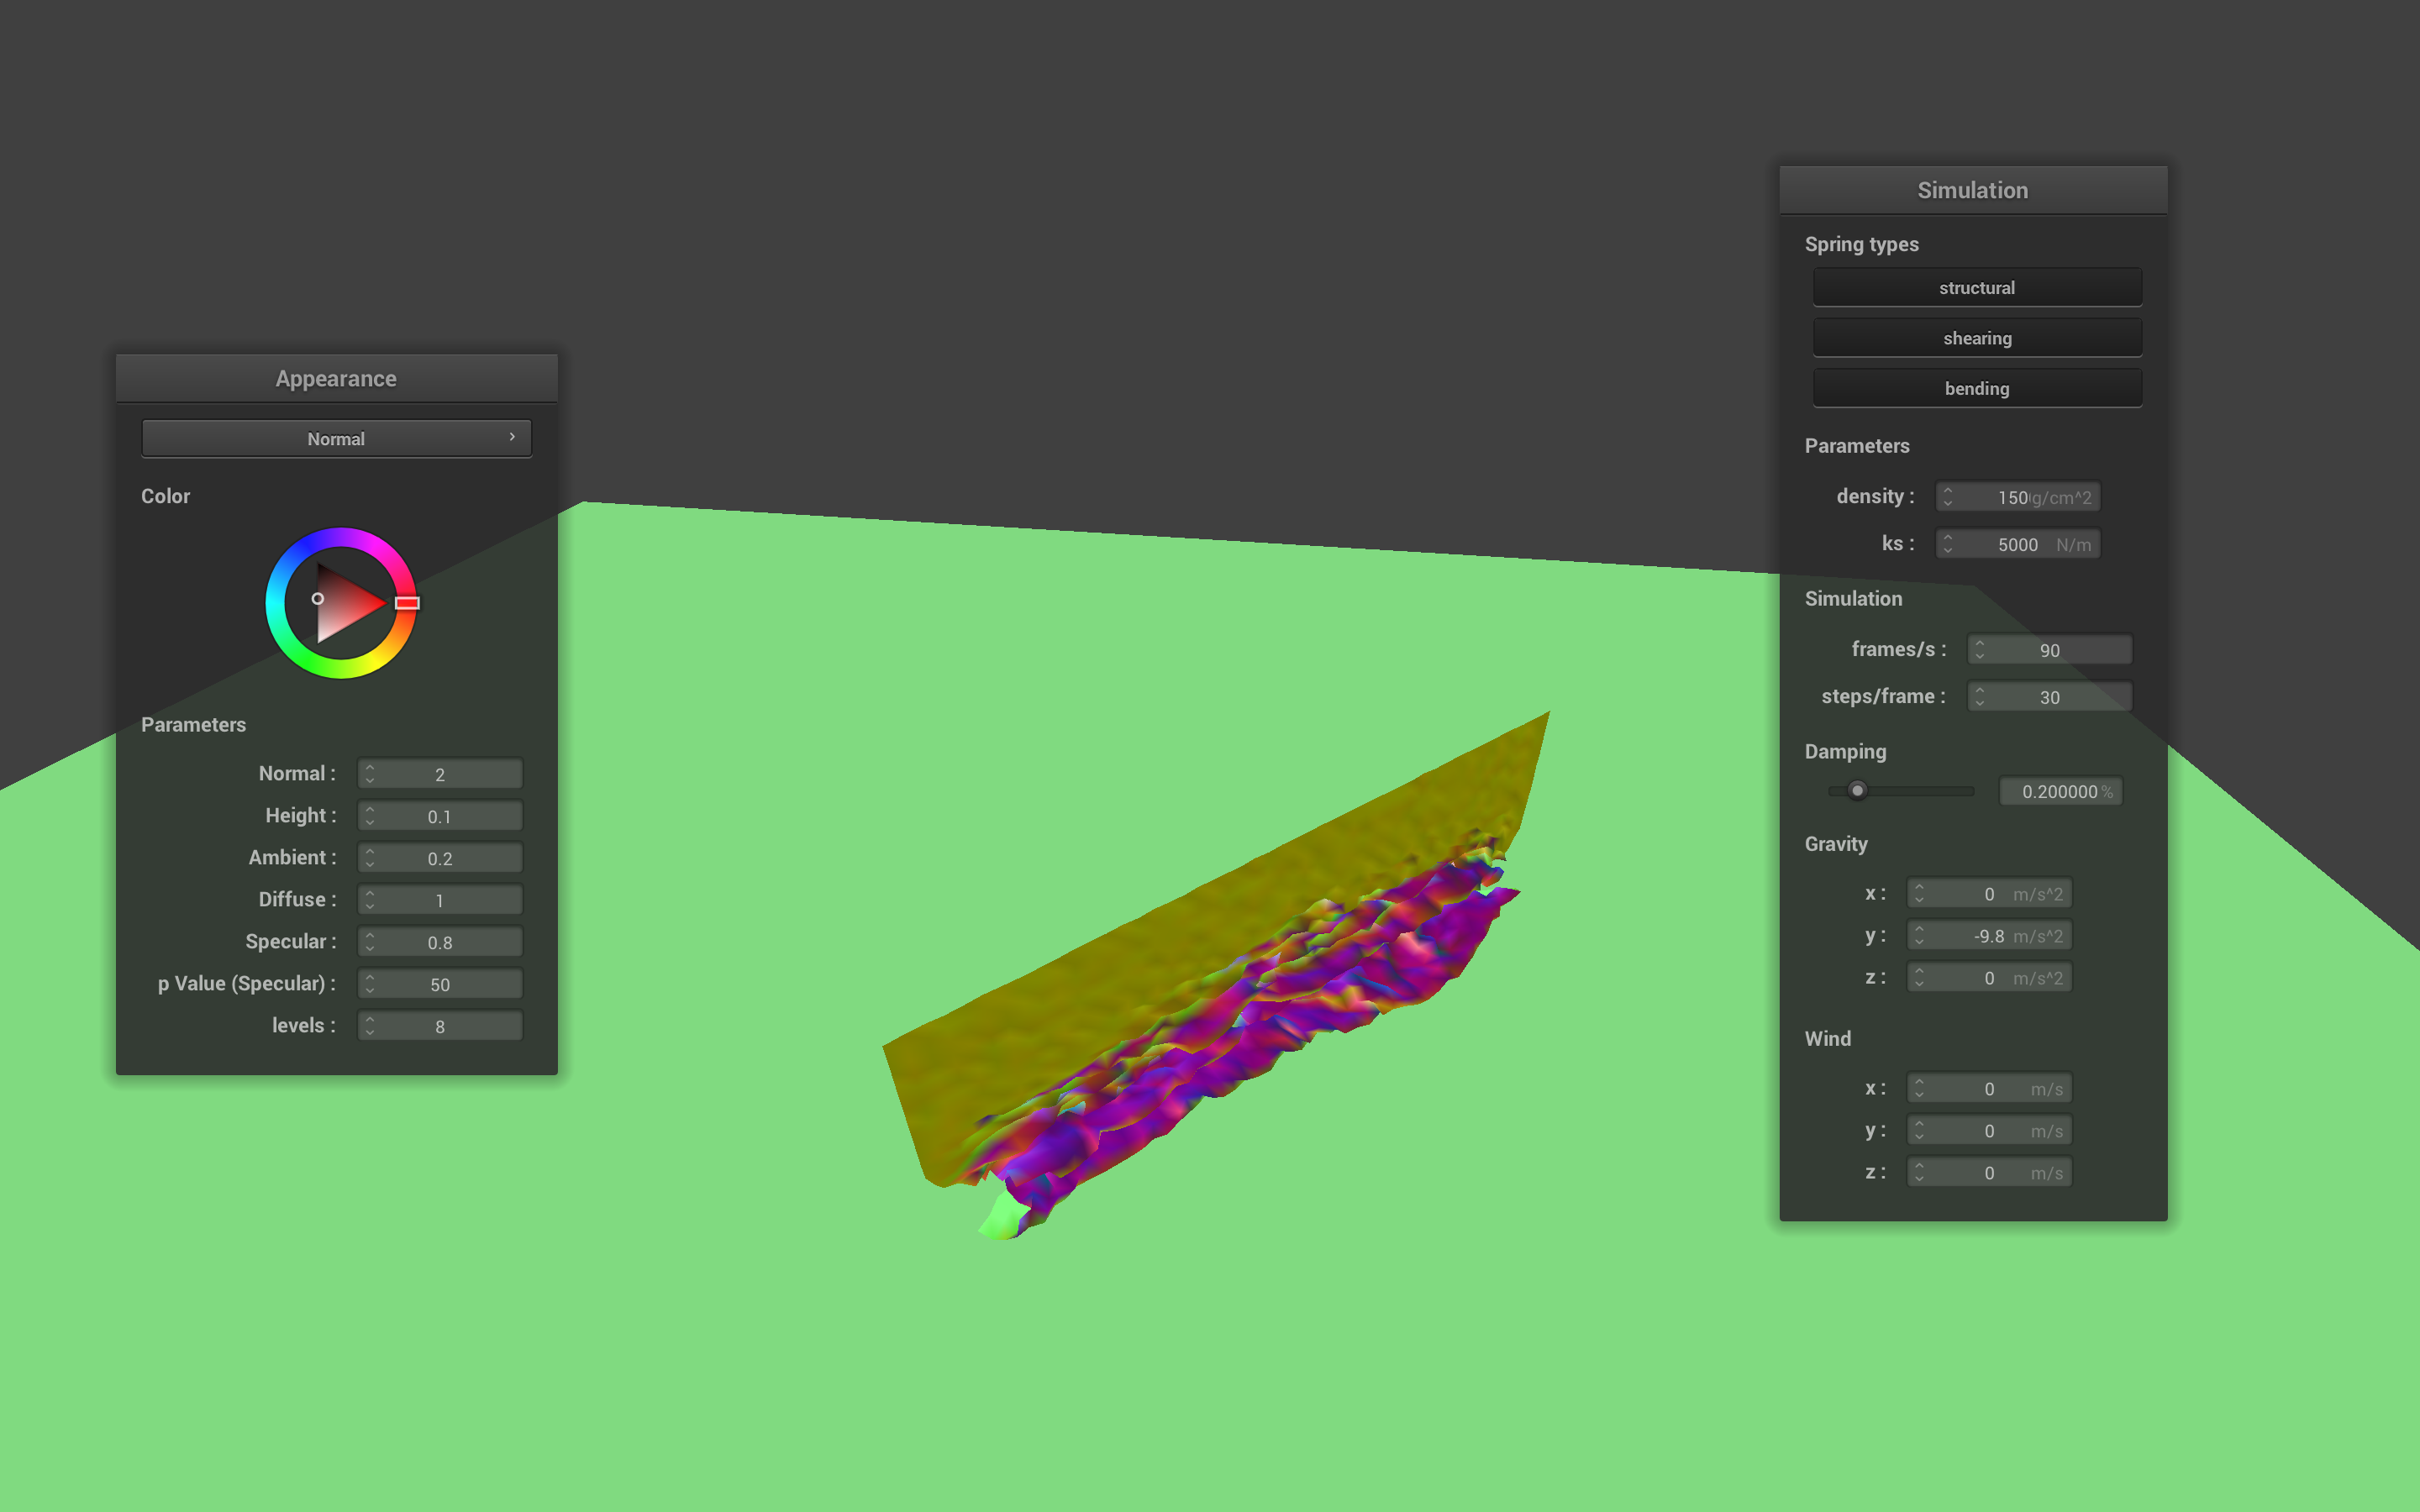 Appearance
Normal
Color
Parameters
Normal : 2
Height : 0.1
Ambient : 0.2
Diffuse : 1
Specular : 0.8
p Value (Specular) : 50
levels : 8
Simulation
Spring types
structural
shearing
bending
Parameters
density : 150 g/cm^2
ks : 5000 N/m
Simulation
frames/s : 90
steps/frame : 30
Damping
0.200000 %
Gravity
x : 0 m/s^2
y : -9.8 m/s^2
z : 0 m/s^2
Wind
x : 0 m/s
y : 0 m/s
z : 0 m/s